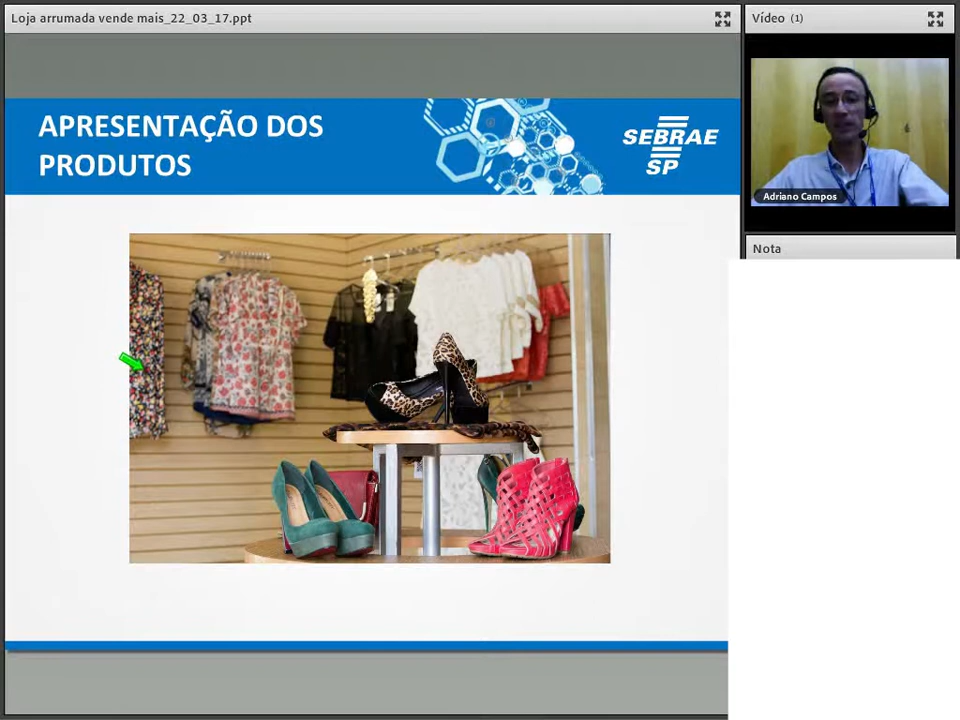 Loja arrumada vende mais_22_03_17.ppt
Vídeo (1)
APRESENTAÇÃO DOS
PRODUTOS
SEBRAE
SP
Adriano Campos
Nota